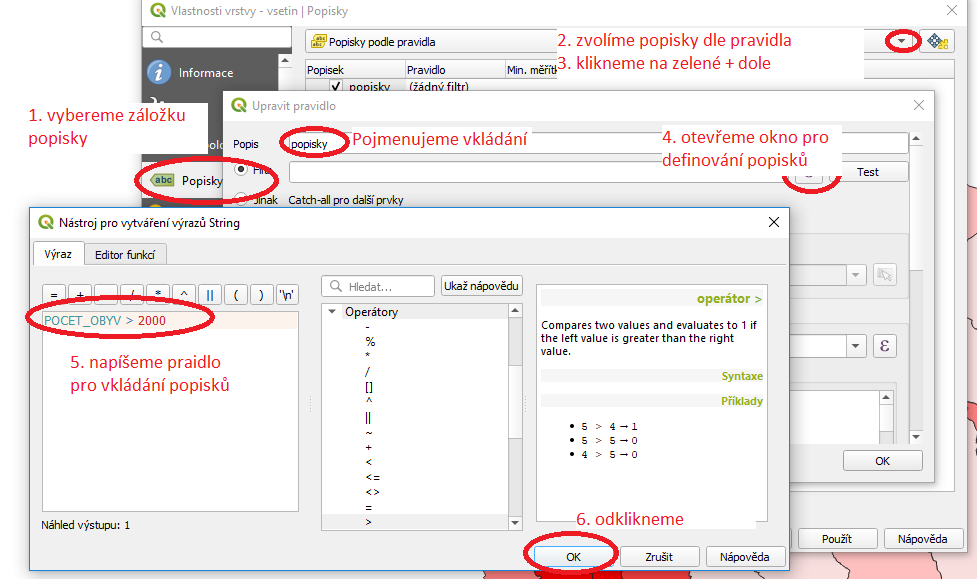 Vlastnosti vrstvy - vsetin | Popisky
Informace
Popisky podle pravidla
Popisek Pravidlo Min. měřít
popisky (žádný filtr)
2. zvolíme popisky dle pravidla
3. klikneme na zelené + dole
1. vybereme záložku
popisky
Popisky
Upravit pravidlo
Popis popisky
Pojmenujeme vkládání
4. otevřeme okno pro
definování popisků
Test
Jinak Catch-all pro další prvky
ε
OK
Nástroj pro vytváření výrazů String
Výraz Editor funkcí
= + - / * ^ || ( ) '\n'
POCET_OBYV > 2000
5. napíšeme praidlo
pro vkládání popisků
Náhled výstupu: 1
Hledat... Ukaž nápovědu
Operátory
-
%
*
/
[]
^
||
~
+
<
<=
<>
=
>
operátor >
Compares two values and evaluates to 1 if
the left value is greater than the right
value.
Syntaxe
Příklady
• 5 > 4 → 1
• 5 > 5 → 0
• 4 > 5 → 0
6. odklikneme
OK Zrušit Nápověda
Použít Nápověda